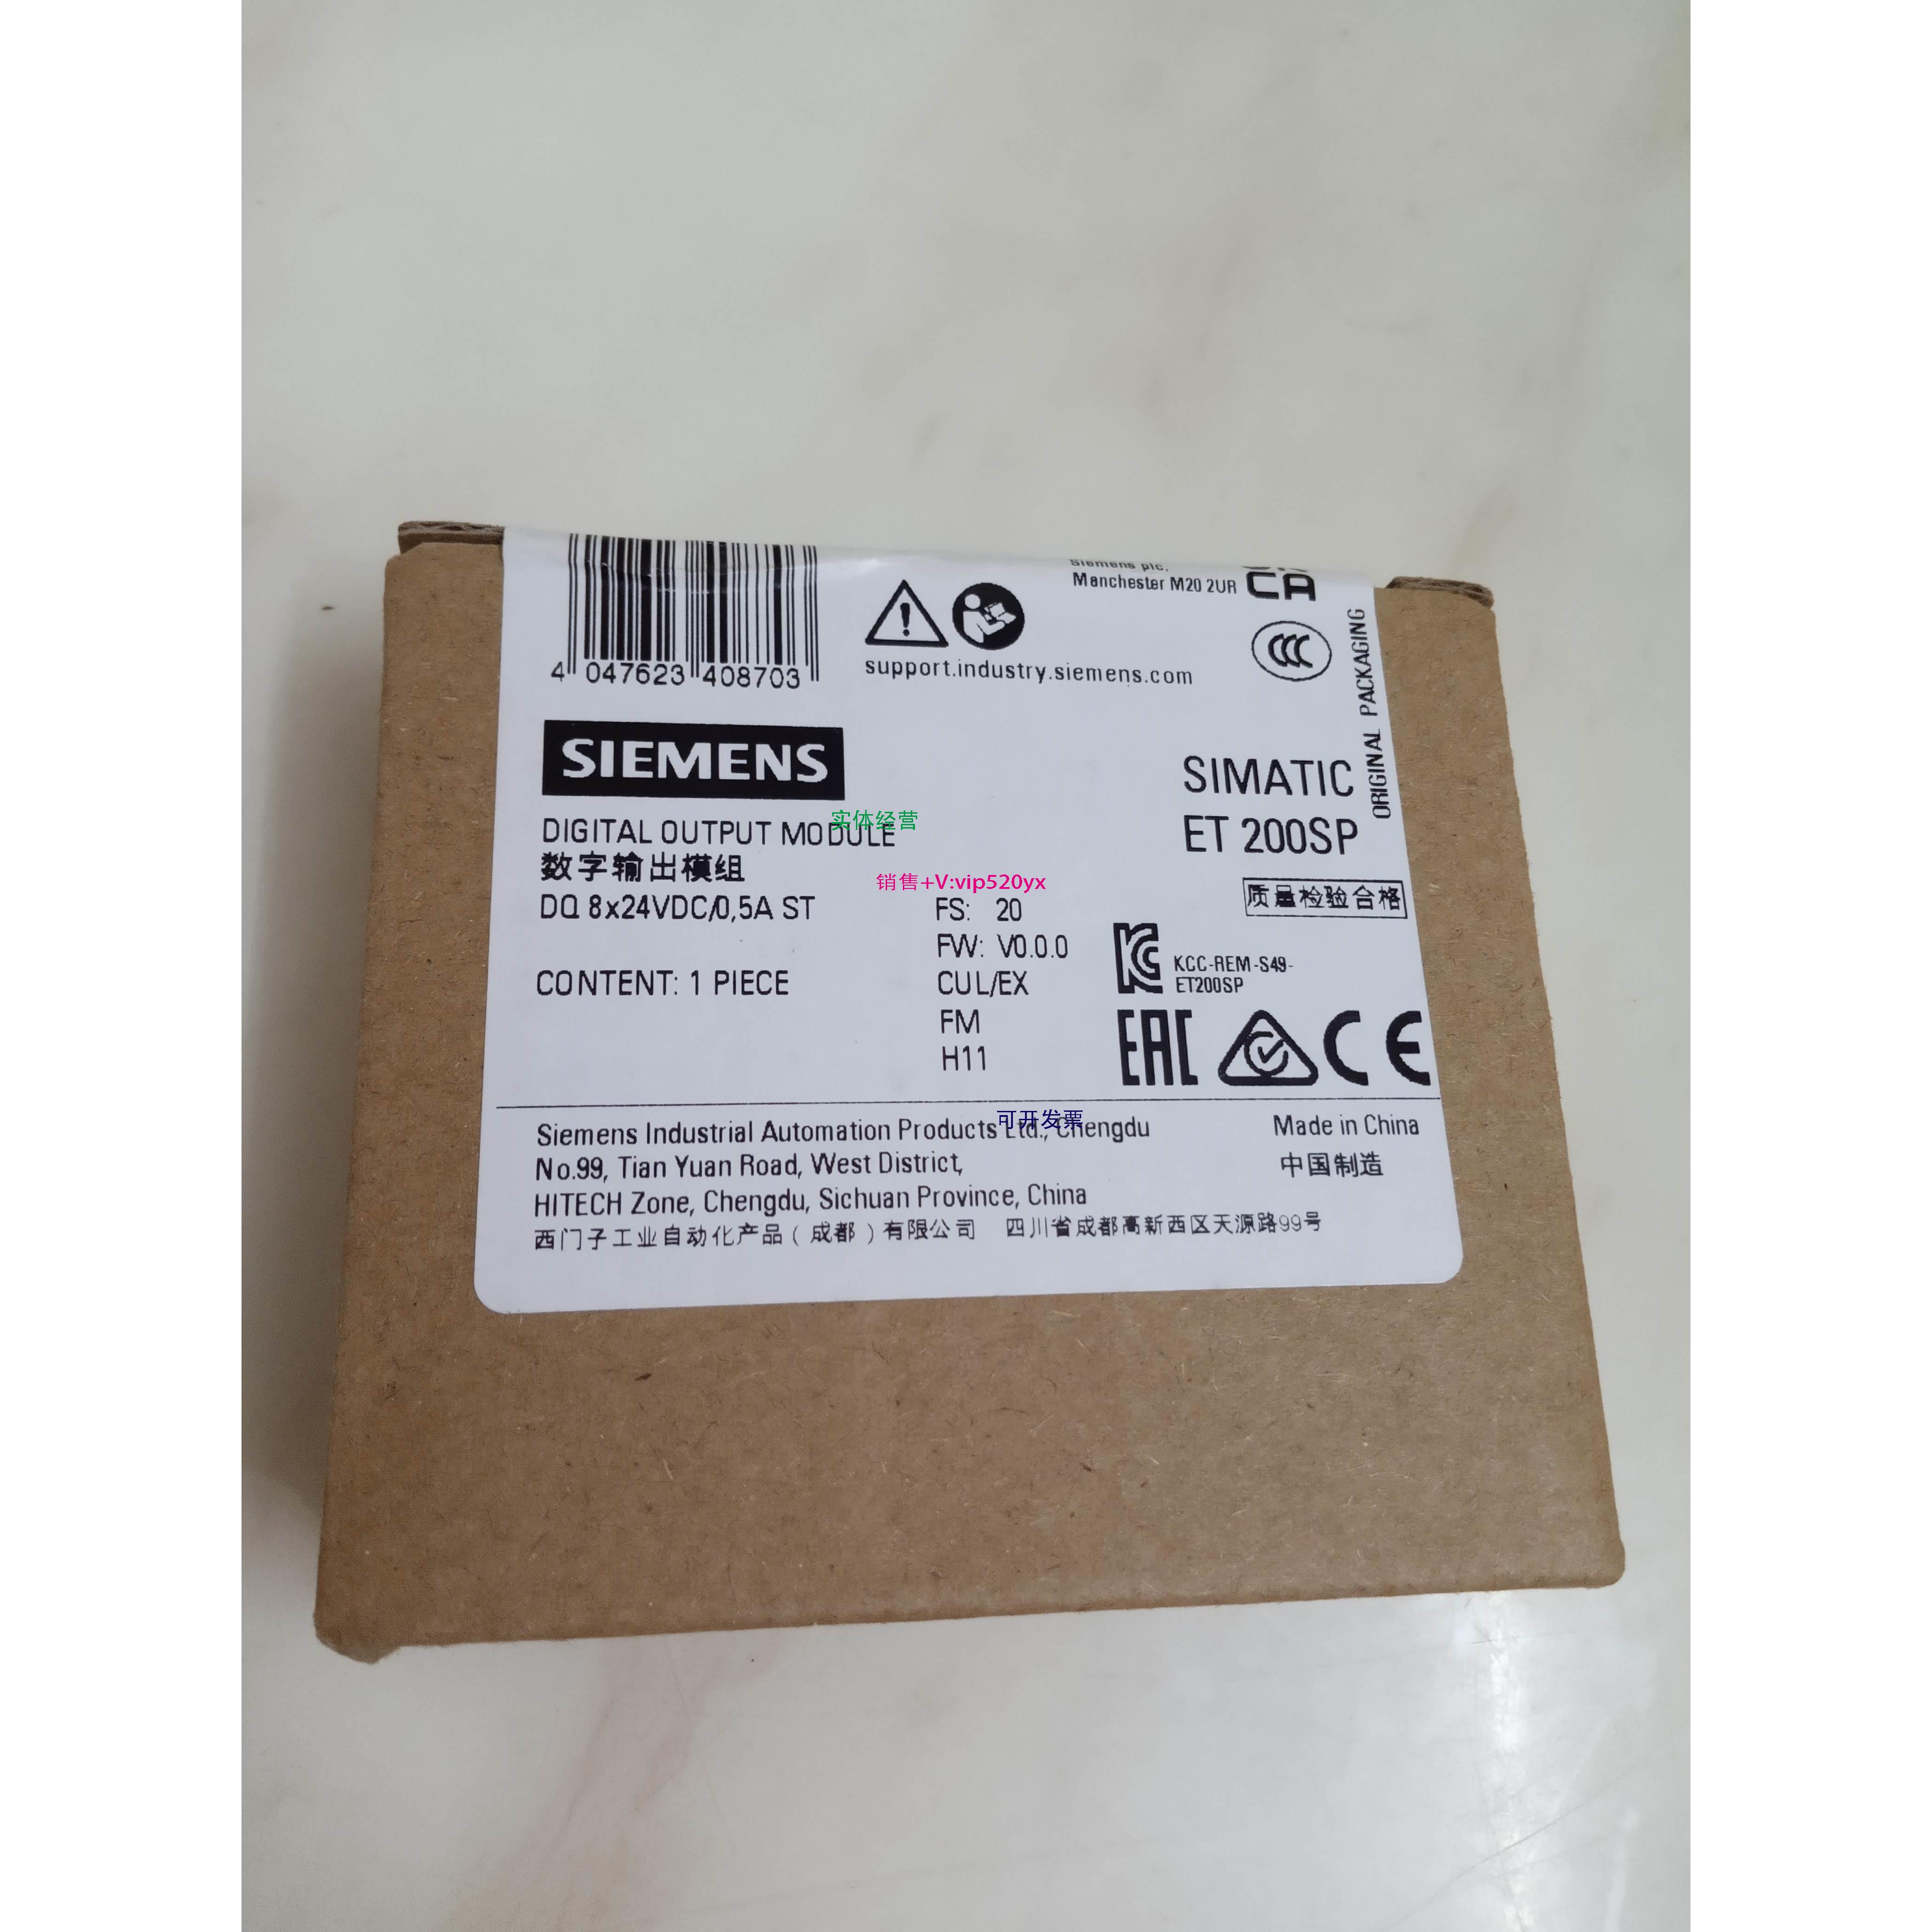 4 047623 408703
support.industry.siemens.com
Siemens plc,
Manchester M20 2UR
CA
CCC
ORIGINAL PACKAGING
SIEMENS
SIMATIC
ET 200SP
实体经营
DIGITAL OUTPUT MODULE
数字输出模组
DQ 8x24VDC/0,5A ST
CONTENT: 1 PIECE
销售+V:vip520yx
FS: 20
FW: V0.0.0
CUL/EX
FM
H11
质量检验合格
KCC-REM-S49-
ET200SP
EAC
CE
可开发票
Siemens Industrial Automation Products Ltd., Chengdu
No.99, Tian Yuan Road, West District,
HITECH Zone, Chengdu, Sichuan Province, China
西门子工业自动化产品(成都)有限公司 四川省成都高新西区天源路99号
Made in China
中国制造